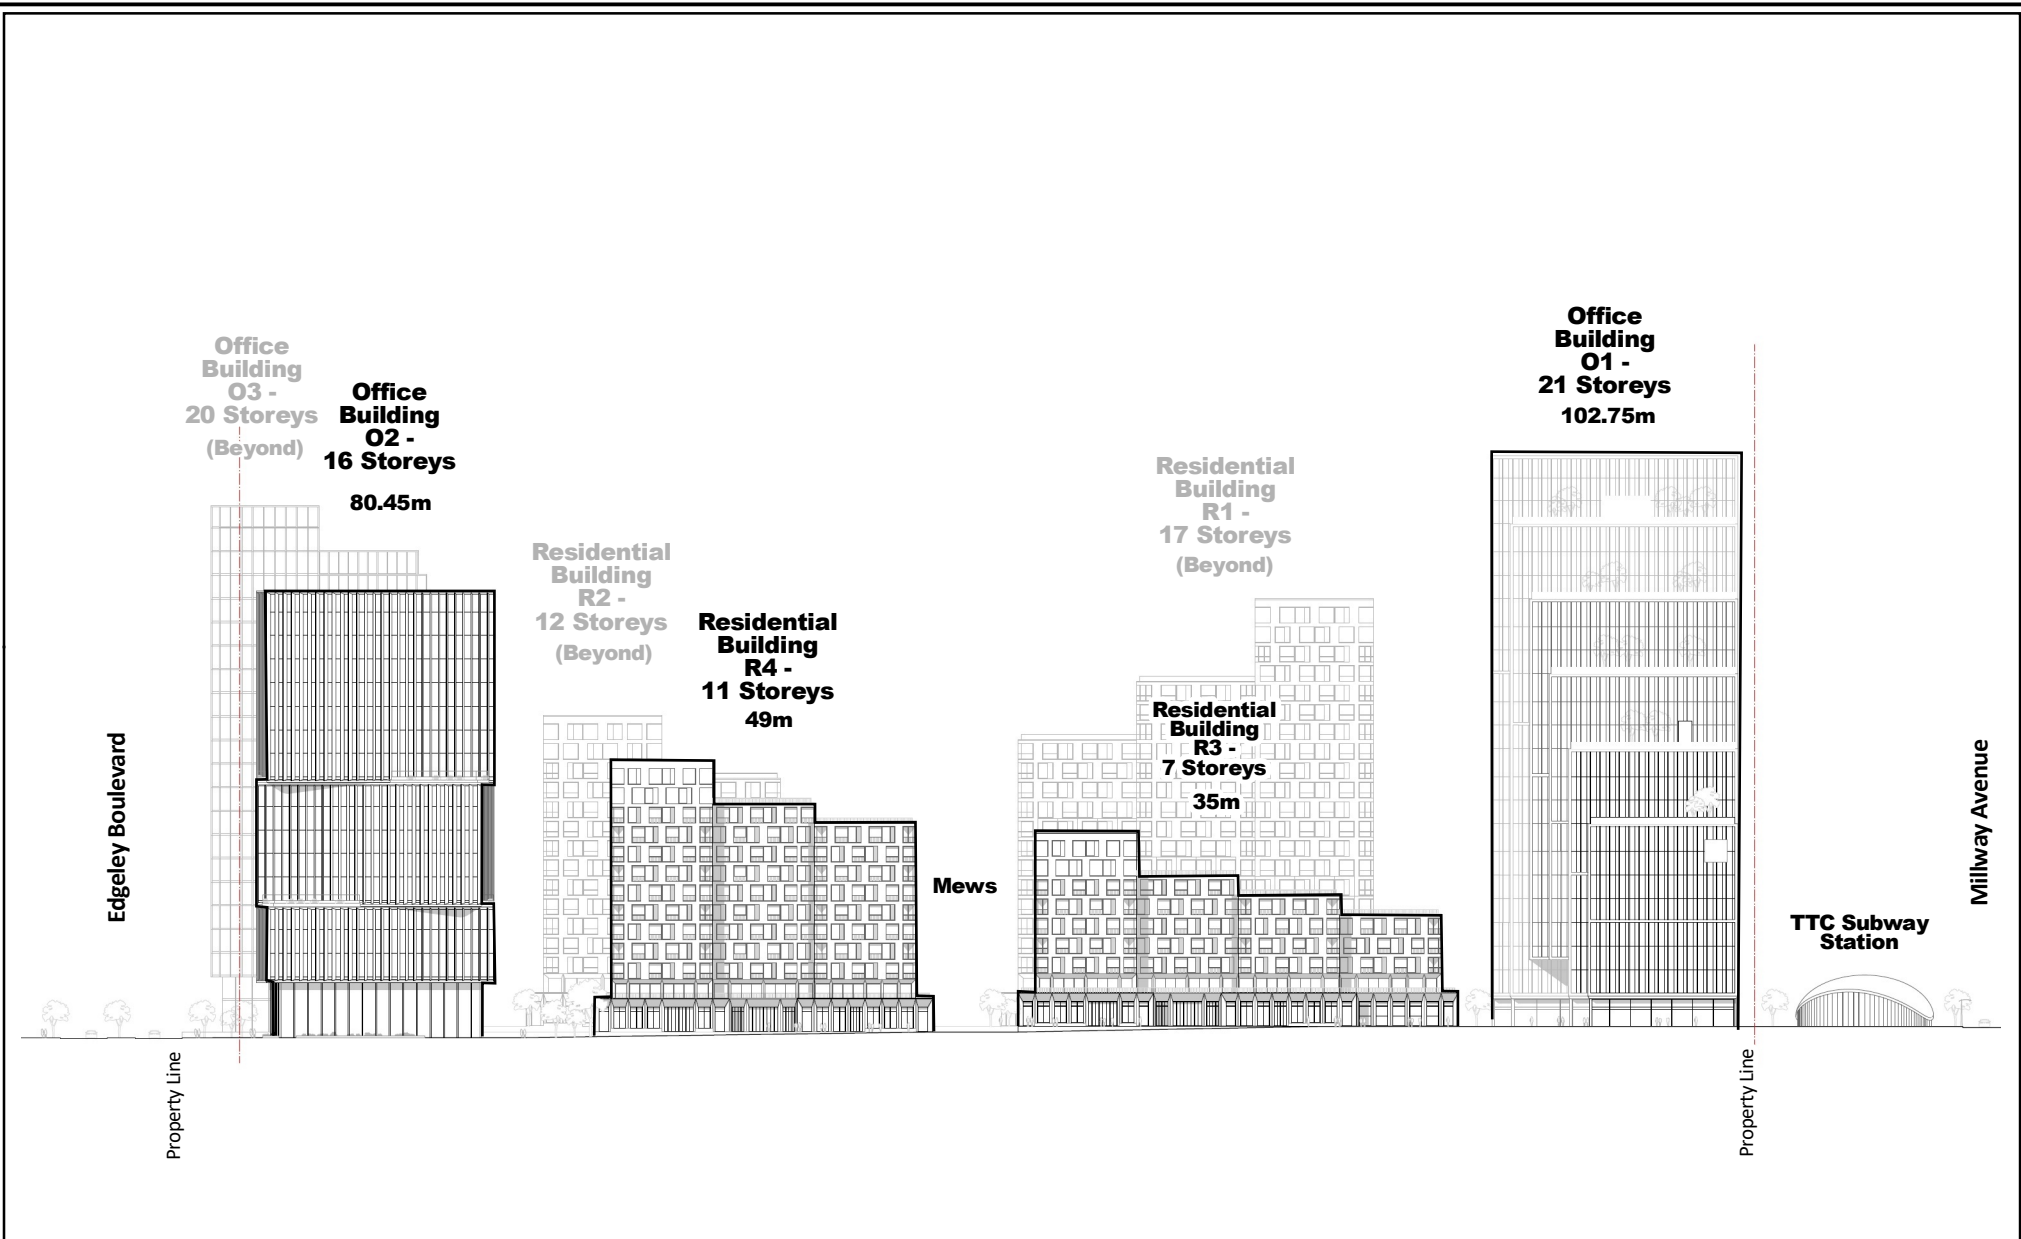 Office
Building
O3 -
20 Storeys
(Beyond)
Office
Building
O2 -
16 Storeys
80.45m
Residential
Building
R2 -
12 Storeys
(Beyond)
Residential
Building
R4 -
11 Storeys
49m
Residential
Building
R1 -
17 Storeys
(Beyond)
Residential
Building
R3 -
7 Storeys
35m
Office
Building
O1 -
21 Storeys
102.75m
Edgeley Boulevard
Mews
TTC Subway
Station
Millway Avenue
Property Line
Property Line